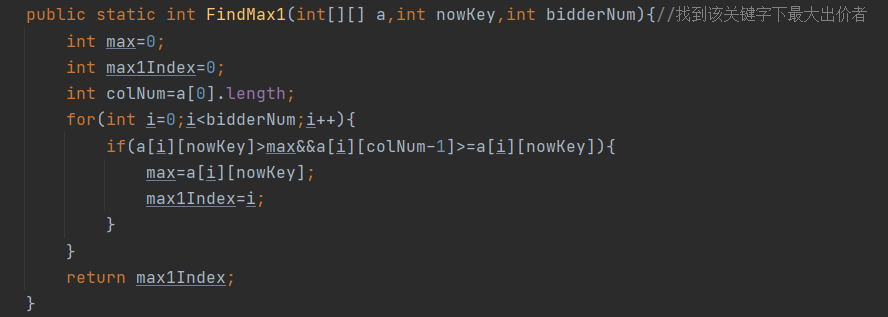 public static int FindMax1(int[][] a,int nowKey,int bidderNum){//找到该关键字下最大出价者
    int max=0;
    int max1Index=0;
    int colNum=a[0].length;
    for(int i=0;i<bidderNum;i++){
        if(a[i][nowKey]>max&&a[i][colNum-1]>=a[i][nowKey]){
            max=a[i][nowKey];
            max1Index=i;
        }
    }
    return max1Index;
}